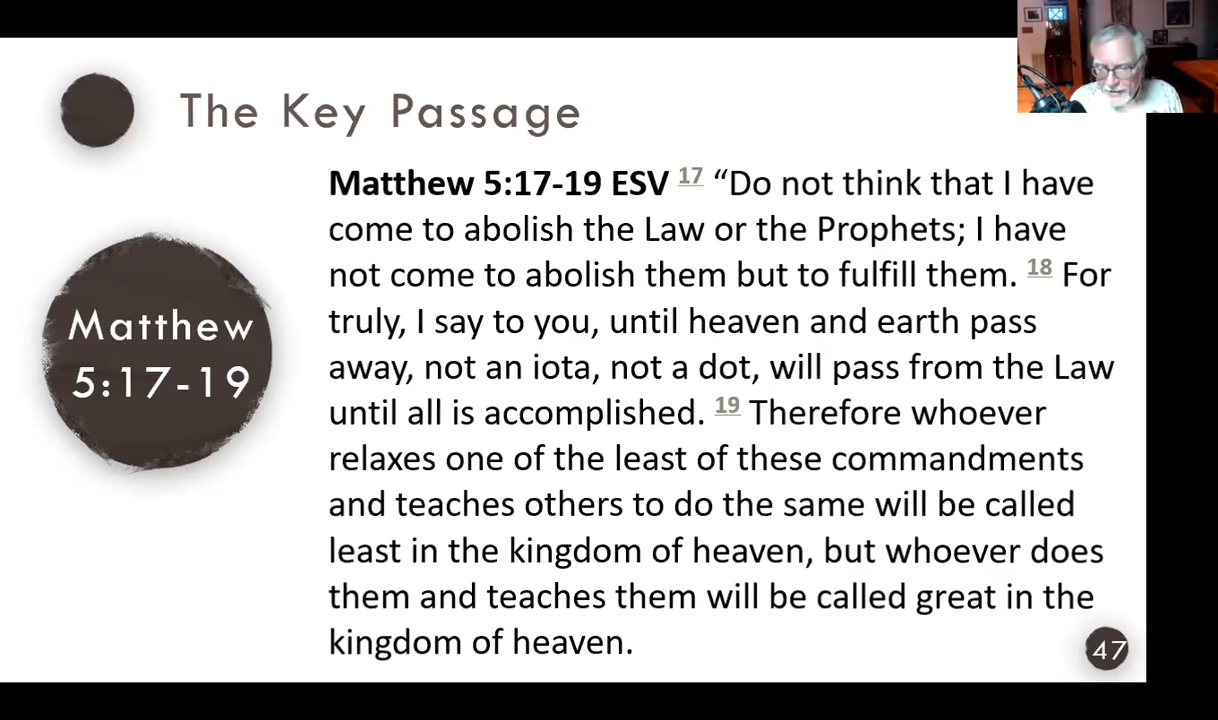 The Key Passage
Matthew
5:17-19
Matthew 5:17-19 ESV 17 “Do not think that I have
come to abolish the Law or the Prophets; I have
not come to abolish them but to fulfill them. 18 For
truly, I say to you, until heaven and earth pass
away, not an iota, not a dot, will pass from the Law
until all is accomplished. 19 Therefore whoever
relaxes one of the least of these commandments
and teaches others to do the same will be called
least in the kingdom of heaven, but whoever does
them and teaches them will be called great in the
kingdom of heaven.
47